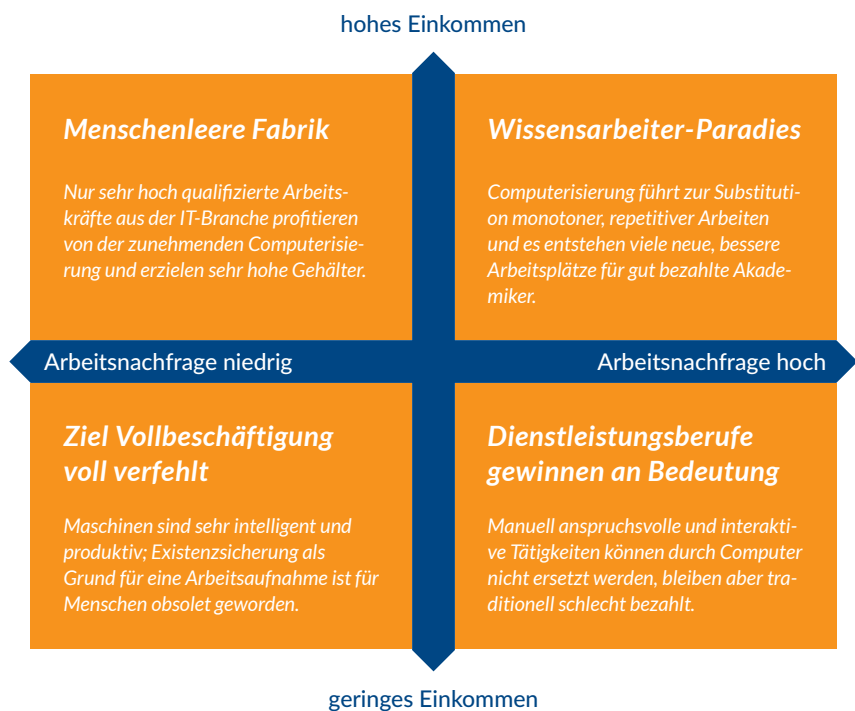 hohes Einkommen
Menschenleere Fabrik
Nur sehr hoch qualifizierte Arbeits-
kräfte aus der IT-Branche profitieren
von der zunehmenden Computerisie-
rung und erzielen sehr hohe Gehälter.
Wissensarbeiter-Paradies
Computerisierung führt zur Substituti-
on monotoner, repetitiver Arbeiten
und es entstehen viele neue, bessere
Arbeitsplätze für gut bezahlte Akade-
miker.
Arbeitsnachfrage niedrig
Arbeitsnachfrage hoch
Ziel Vollbeschäftigung
voll verfehlt
Maschinen sind sehr intelligent und
produktiv; Existenzsicherung als
Grund für eine Arbeitsaufnahme ist für
Menschen obsolet geworden.
Dienstleistungsberufe
gewinnen an Bedeutung
Manuell anspruchsvolle und interakti-
ve Tätigkeiten können durch Computer
nicht ersetzt werden, bleiben aber tra-
ditionell schlecht bezahlt.
geringes Einkommen